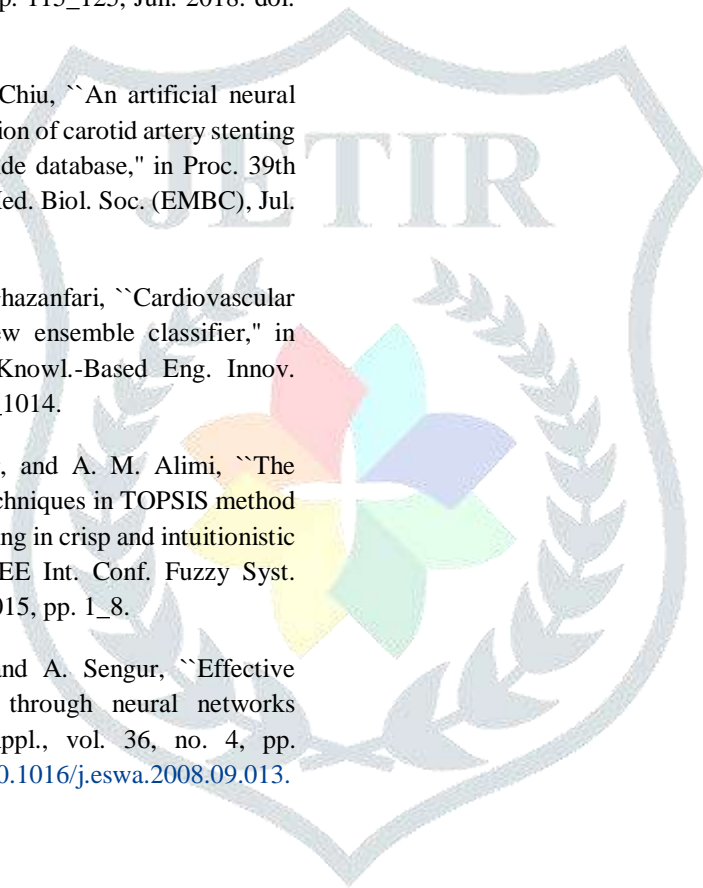 p. 115_125, Jun. 2018. doi.
Chiu, ``An artificial neural
ion of carotid artery stenting
ide database,'' in Proc. 39th
Med. Biol. Soc. (EMBC), Jul.
hazanfari, ``Cardiovascular
ew ensemble classifier,'' in
Knowl.-Based Eng. Innov.
_1014.
, and A. M. Alimi, ``The
chniques in TOPSIS method
ing in crisp and intuitionistic
EE Int. Conf. Fuzzy Syst.
015, pp. 1_8.
and A. Sengur, ``Effective
through neural networks
ppl., vol. 36, no. 4, pp.
0.1016/j.eswa.2008.09.013.
JETIR